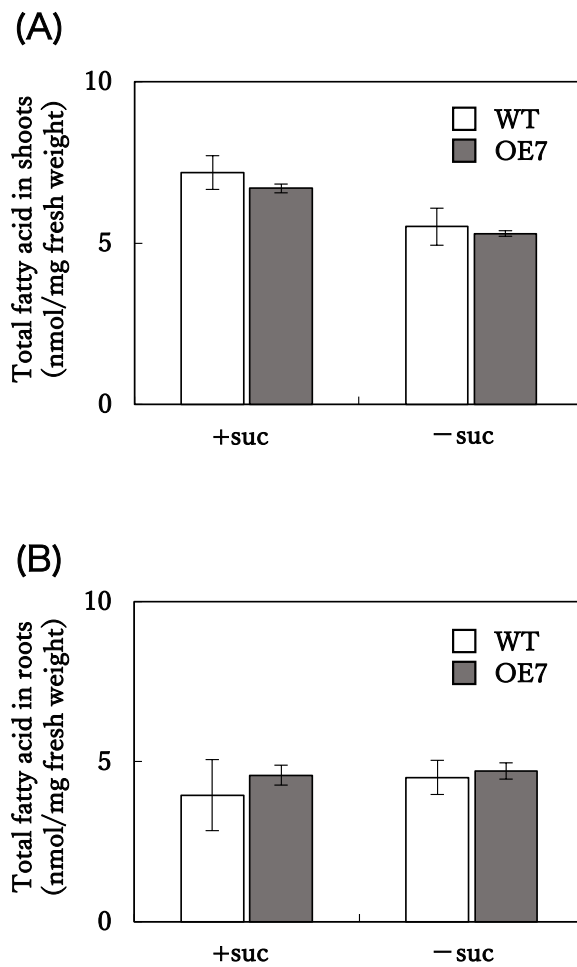 (A)
Total fatty acid in shoots
(nmol/mg fresh weight)
10
5
0
WT
OE7
+suc
−suc
(B)
Total fatty acid in roots
(nmol/mg fresh weight)
10
5
0
WT
OE7
+suc
−suc